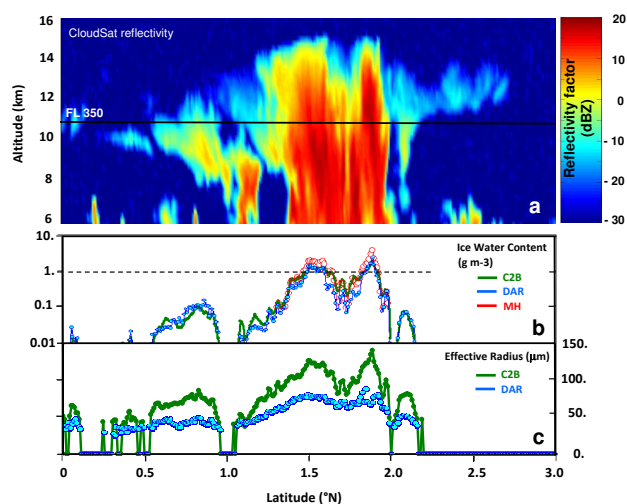 16
CloudSat reflectivity
20
14
10
12
FL 350
0
10
- 10
8
- 20
6
a
- 30
Altitude (km)
Reflectivity factor
(dBZ)
10.
Ice Water Content
(g m-3)
1.0
C2B
DAR
0.1
MH
0.01
b
150.
Effective Radius (µm)
C2B
100.
DAR
50.
c
0.
0 0.5 1.0 1.5 2.0 2.5 3.0
Latitude (°N)
Latitude (°N)